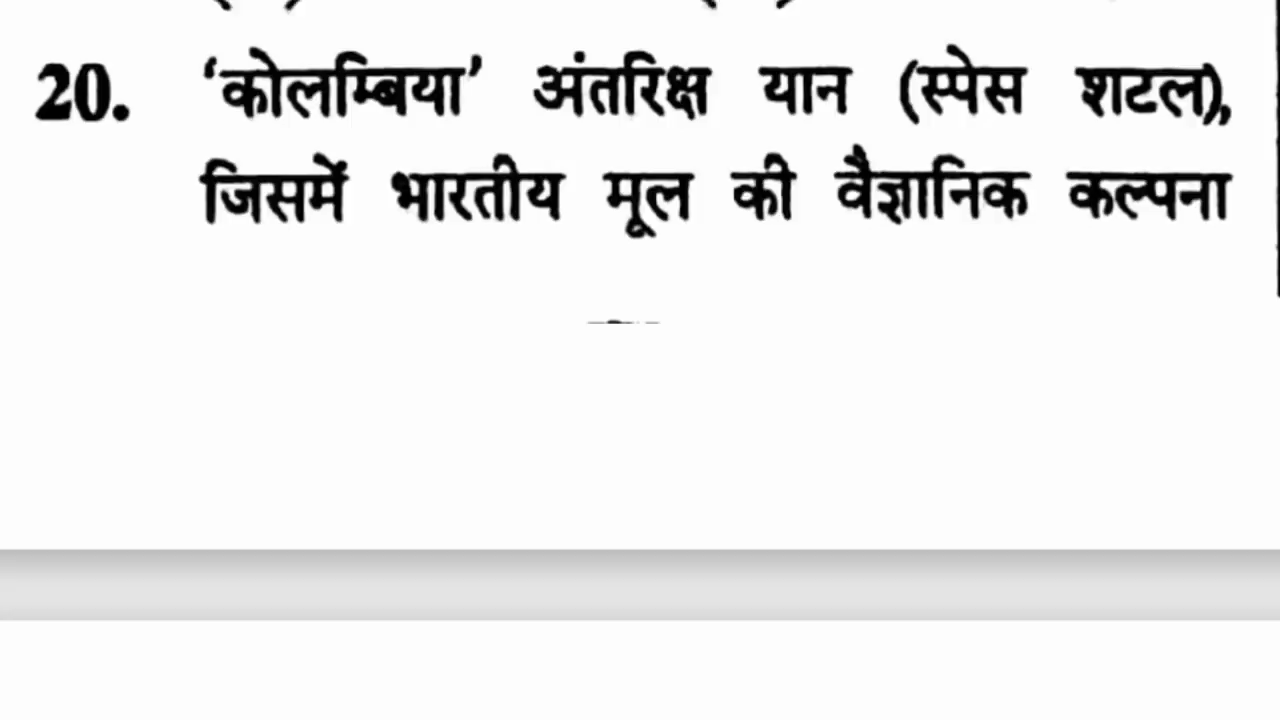 20. ‘कोलम्बिया’ अंतरिक्ष यान (स्पेस शटल),
जिसमें भारतीय मूल की वैज्ञानिक कल्पना